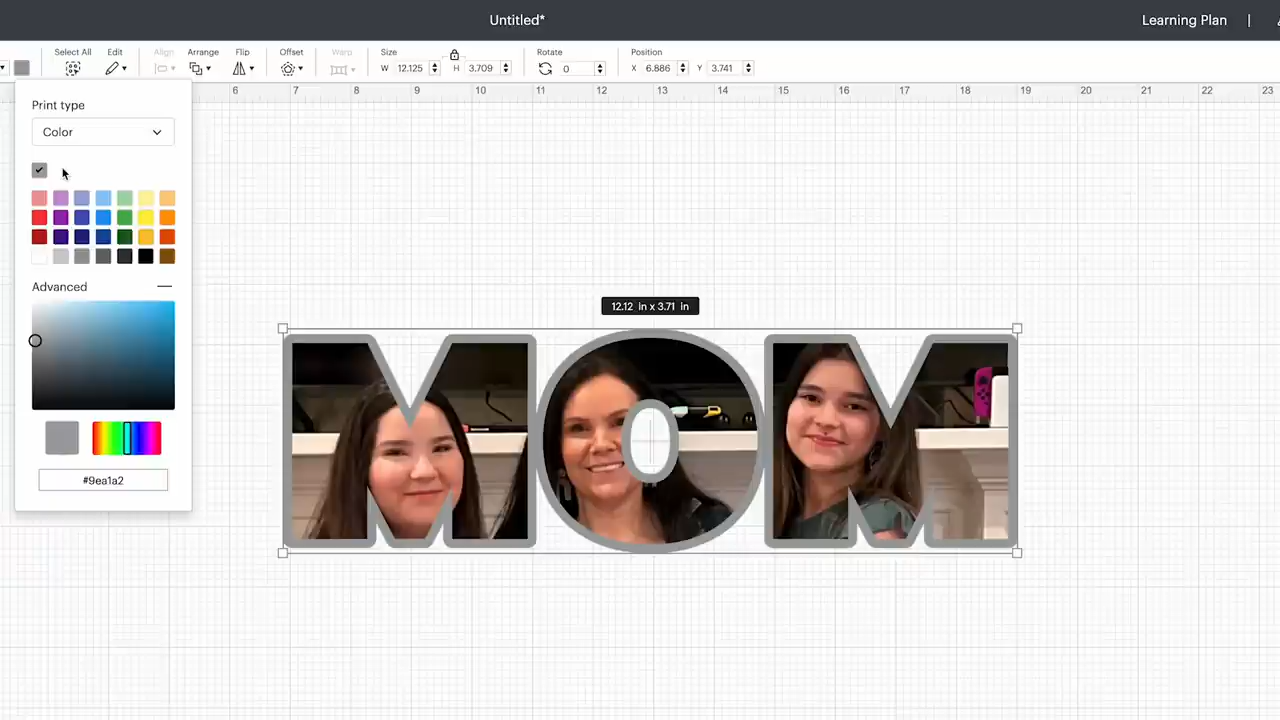 Untitled*
Learning Plan |
Select All Edit Align Arrange Flip Offset Warp Size Rotate Position
W 12.125 H 3.709 0 X 6.886 Y 3.741
6 7 8 9 10 11 12 13 14 15 16 17 18 19 20 21 22 23
Print type
Color
Advanced
#9ea1a2
12.12 in x 3.71 in
MOM